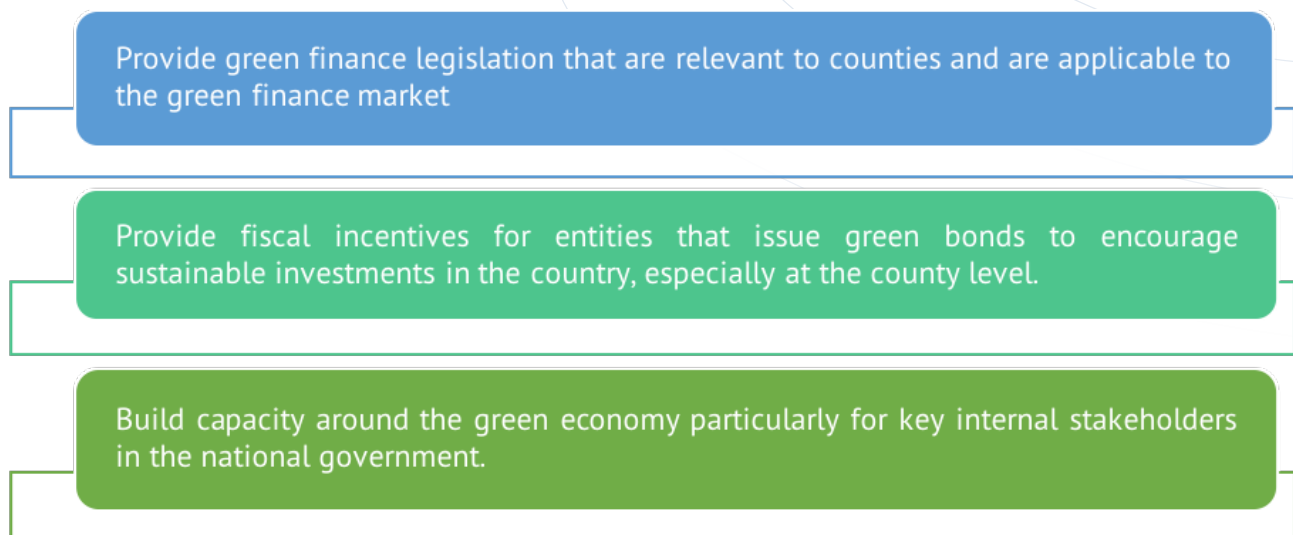 Provide green finance legislation that are relevant to counties and are applicable to
the green finance market
Provide fiscal incentives for entities that issue green bonds to encourage
sustainable investments in the country, especially at the county level.
Build capacity around the green economy particularly for key internal stakeholders
in the national government.